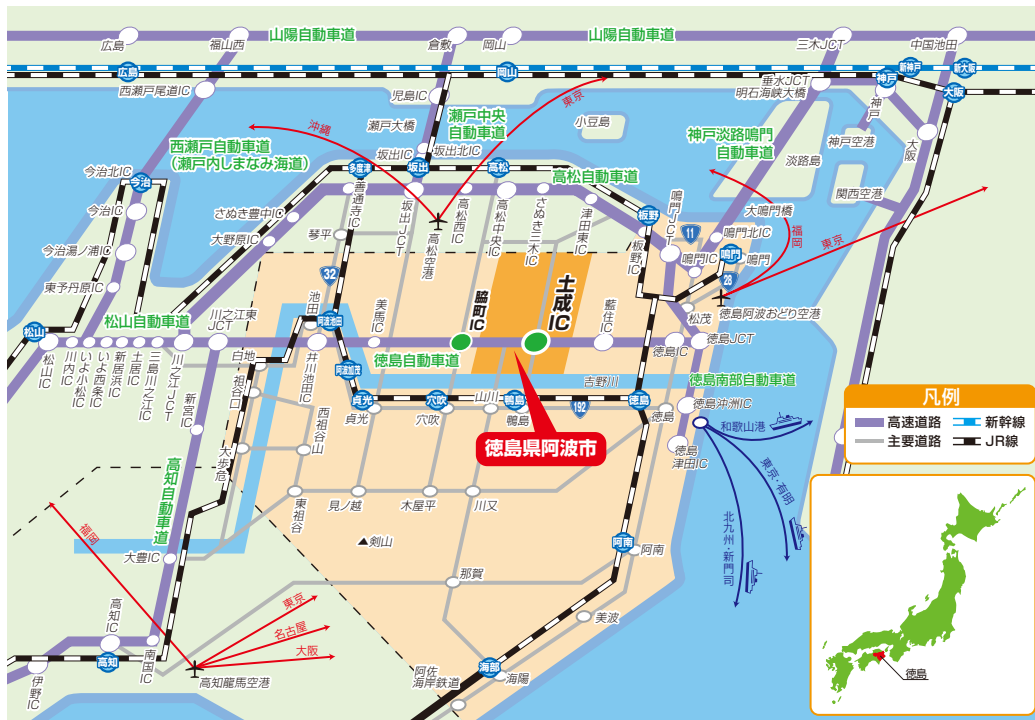 広島
福山西
山陽自動車道
倉敷
岡山
山陽自動車道
三木JCT
中国池田
広島
岡山
新神戸
新大阪
神戸
大阪
西瀬戸尾道IC
児島IC
東京
垂水JCT
明石海峡大橋
神戸
沖縄
瀬戸大橋
瀬戸中央
自動車道
小豆島
神戸淡路鳴門
自動車道
神戸空港
大阪
西瀬戸自動車道
(瀬戸内しまなみ海道)
坂出IC
坂出北IC
淡路島
関西空港
今治北IC
今治
多度津
坂出
高松
高松自動車道
善通寺IC
坂出JCT
高松西IC
高松中央IC
さぬき三木IC
津田東IC
板野
板野IC
鳴門JCT
大鳴門橋
今治IC
さぬき豊中IC
大野原IC
琴平
高松空港
11
鳴門北IC
鳴門IC
鳴門
鳴門
福岡
東京
今治湯ノ浦IC
東予丹原IC
32
28
松茂
徳島阿波おどり空港
松山自動車道
川之江東
JCT
池田
阿波池田
美馬IC
脇町IC
土成IC
藍住IC
松山
徳島自動車道
徳島IC
徳島JCT
松山IC
川内IC
いよ小松IC
いよ西条IC
新居浜IC
土居IC
三島川之江IC
川之江JCT
新宮IC
白地
井川池田IC
阿波加茂
吉野川
徳島南部自動車道
祖谷口
貞光
穴吹
山川
鴨島
192
徳島
徳島
徳島沖洲IC
貞光
穴吹
鴨島
西祖谷山
徳島県阿波市
徳島津田IC
和歌山港
東京・有明
北九州・新門司
凡例
高速道路
新幹線
主要道路
JR線
大歩危
高知自動車道
東祖谷
見ノ越
木屋平
川又
福岡
剣山
大豊IC
那賀
阿南
阿南
高知IC
東京
名古屋
大阪
美波
高知
南国IC
伊野IC
高知龍馬空港
阿佐
海岸鉄道
海部
海陽
徳島